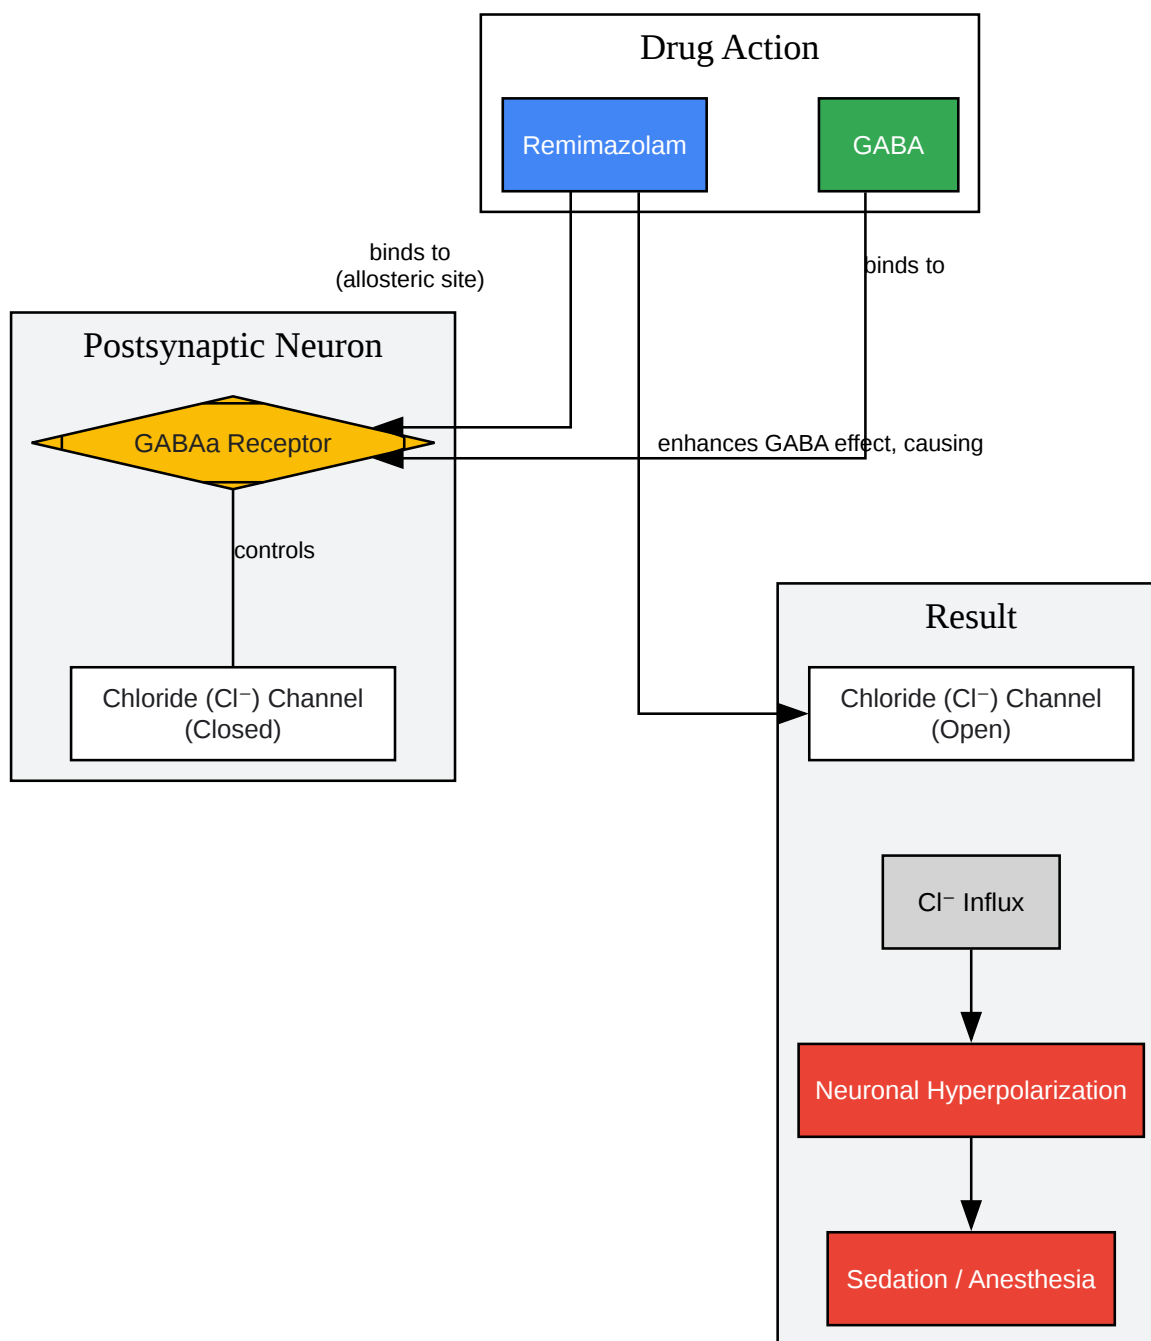 Drug Action
Remimazolam
GABA
binds to
(allosteric site)
binds to
Postsynaptic Neuron
GABAa Receptor
enhances GABA effect, causing
controls
Result
Chloride (Cl⁻) Channel
(Closed)
Chloride (Cl⁻) Channel
(Open)
Cl⁻ Influx
Neuronal Hyperpolarization
Sedation / Anesthesia